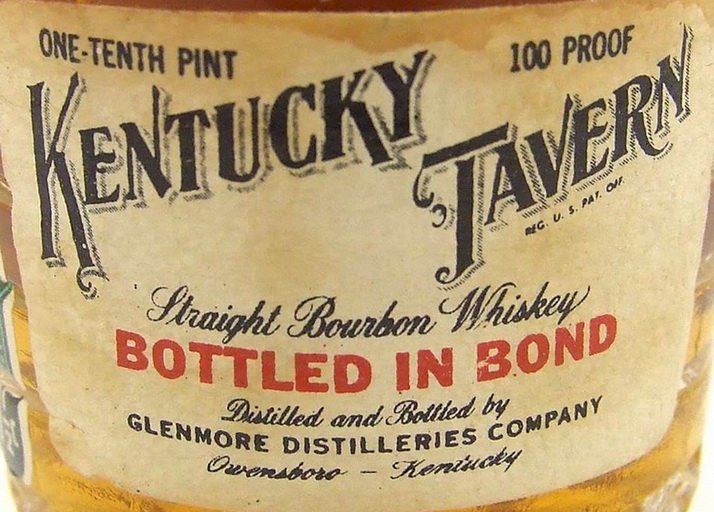 ONE-TENTH PINT
100 PROOF
KENTUCKY
TAVERN
REG. U. S. PAT. OFF.
Straight Bourbon Whiskey
BOTTLED IN BOND
Distilled and Bottled by
GLENMORE DISTILLERIES COMPANY
Owensboro - Kentucky